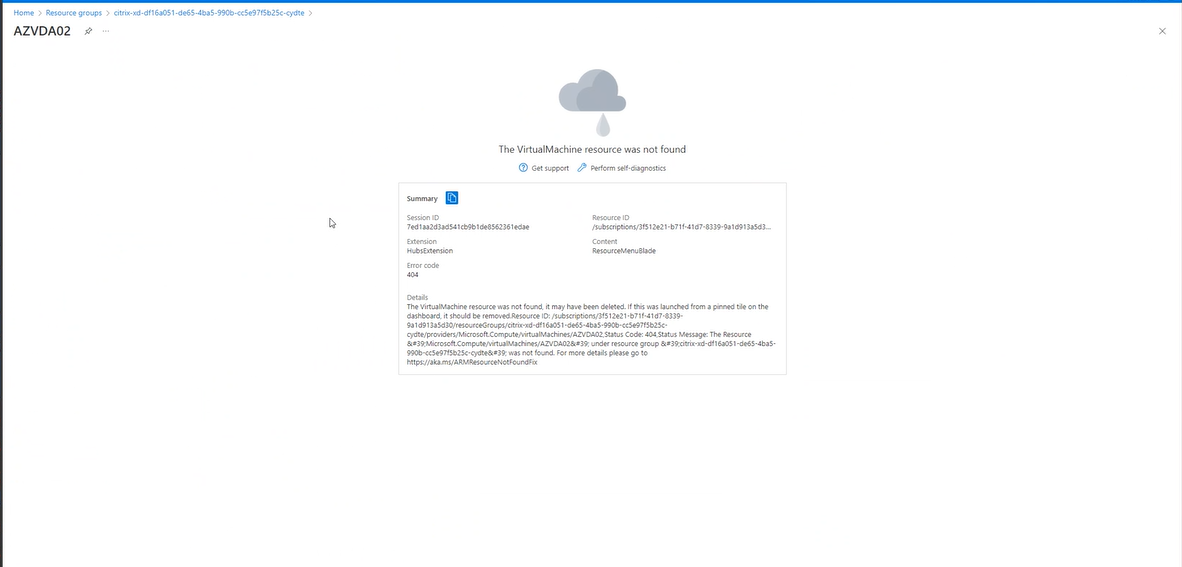 Home > Resource groups > citrix-xd-df16a051-de65-4ba5-990b-cc5e97f5b25c-cydte >
AZVDA02 ...
The VirtualMachine resource was not found
Get support Perform self-diagnostics
Summary
Session ID Resource ID
7ed1aa2d3ad541cb9b1de8562361edae /subscriptions/3f512e21-b71f-41d7-8339-9a1d913a5d3...
Extension Content
HubsExtension ResourceMenuBlade
Error code
404
Details
The VirtualMachine resource was not found, it may have been deleted. If this was launched from a pinned tile on the
dashboard, it should be removed.Resource ID: /subscriptions/3f512e21-b71f-41d7-8339-
9a1d913a5d30/resourceGroups/citrix-xd-df16a051-de65-4ba5-990b-cc5e97f5b25c-
cydte/providers/Microsoft.Compute/virtualMachines/AZVDA02,Status Code: 404,Status Message: The Resource
&#39;Microsoft.Compute/virtualMachines/AZVDA02&#39; under resource group &#39;citrix-xd-df16a051-de65-4ba5-
990b-cc5e97f5b25c-cydte&#39; was not found. For more details please go to
https://aka.ms/ARMResourceNotFoundFix